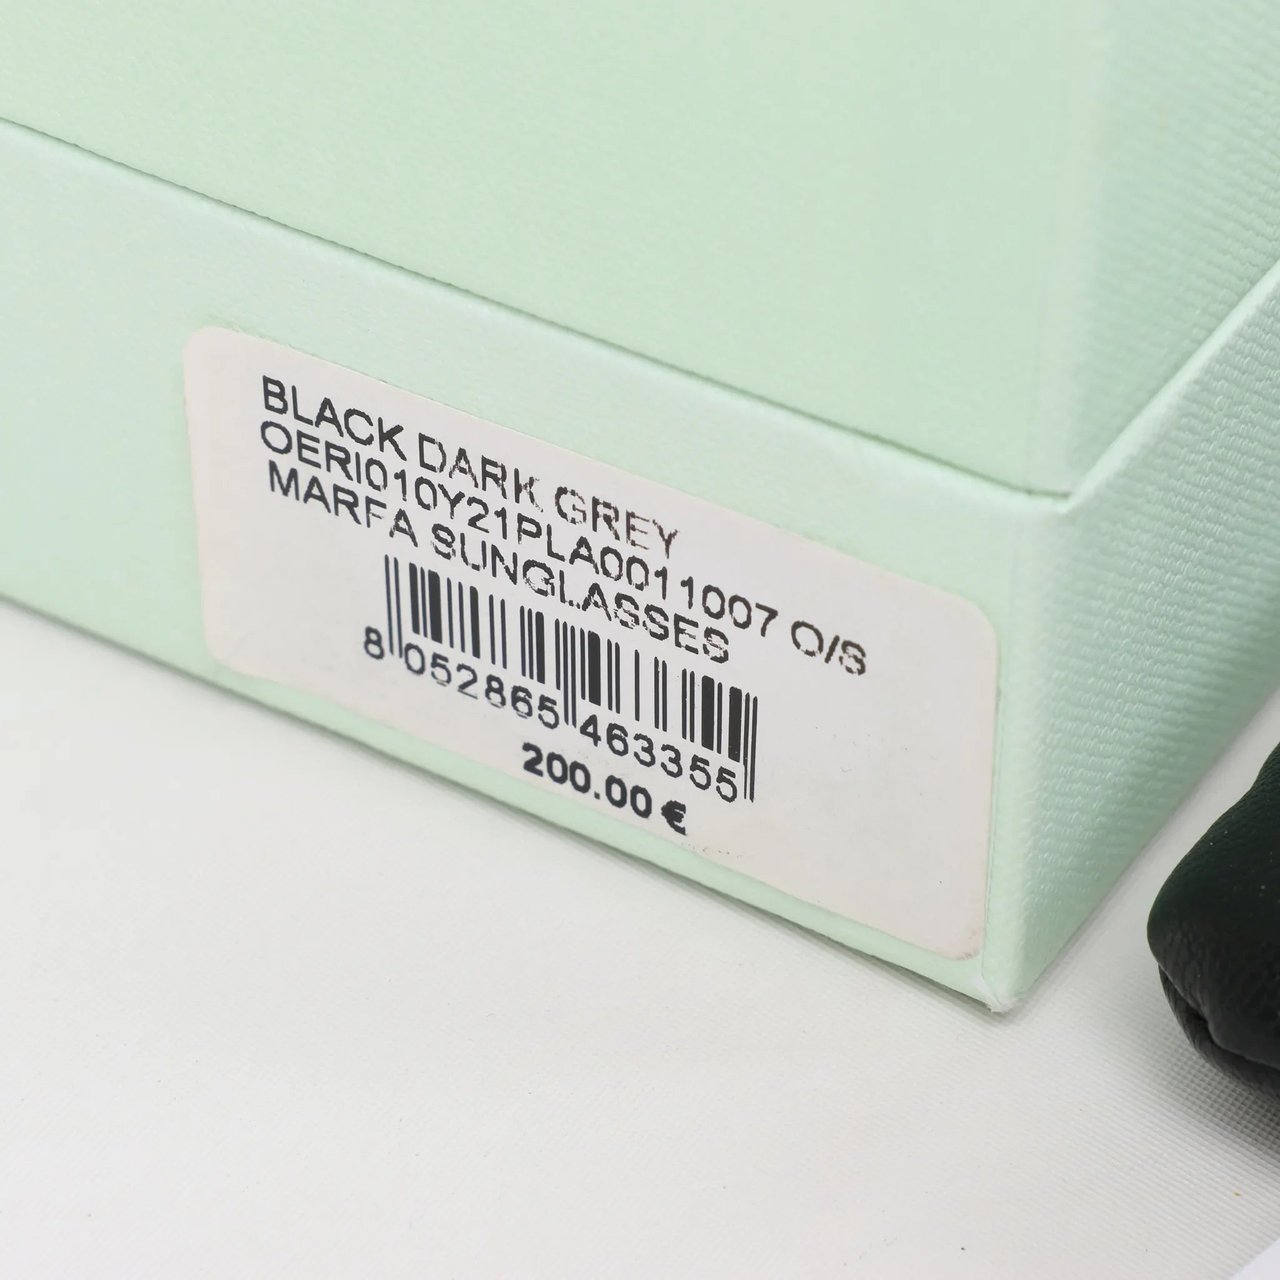 BLACK DARK GREY
OERI010Y21PLA0011007 O/S
MARFA SUNGLASSES
8 052865 463355
200.00 €